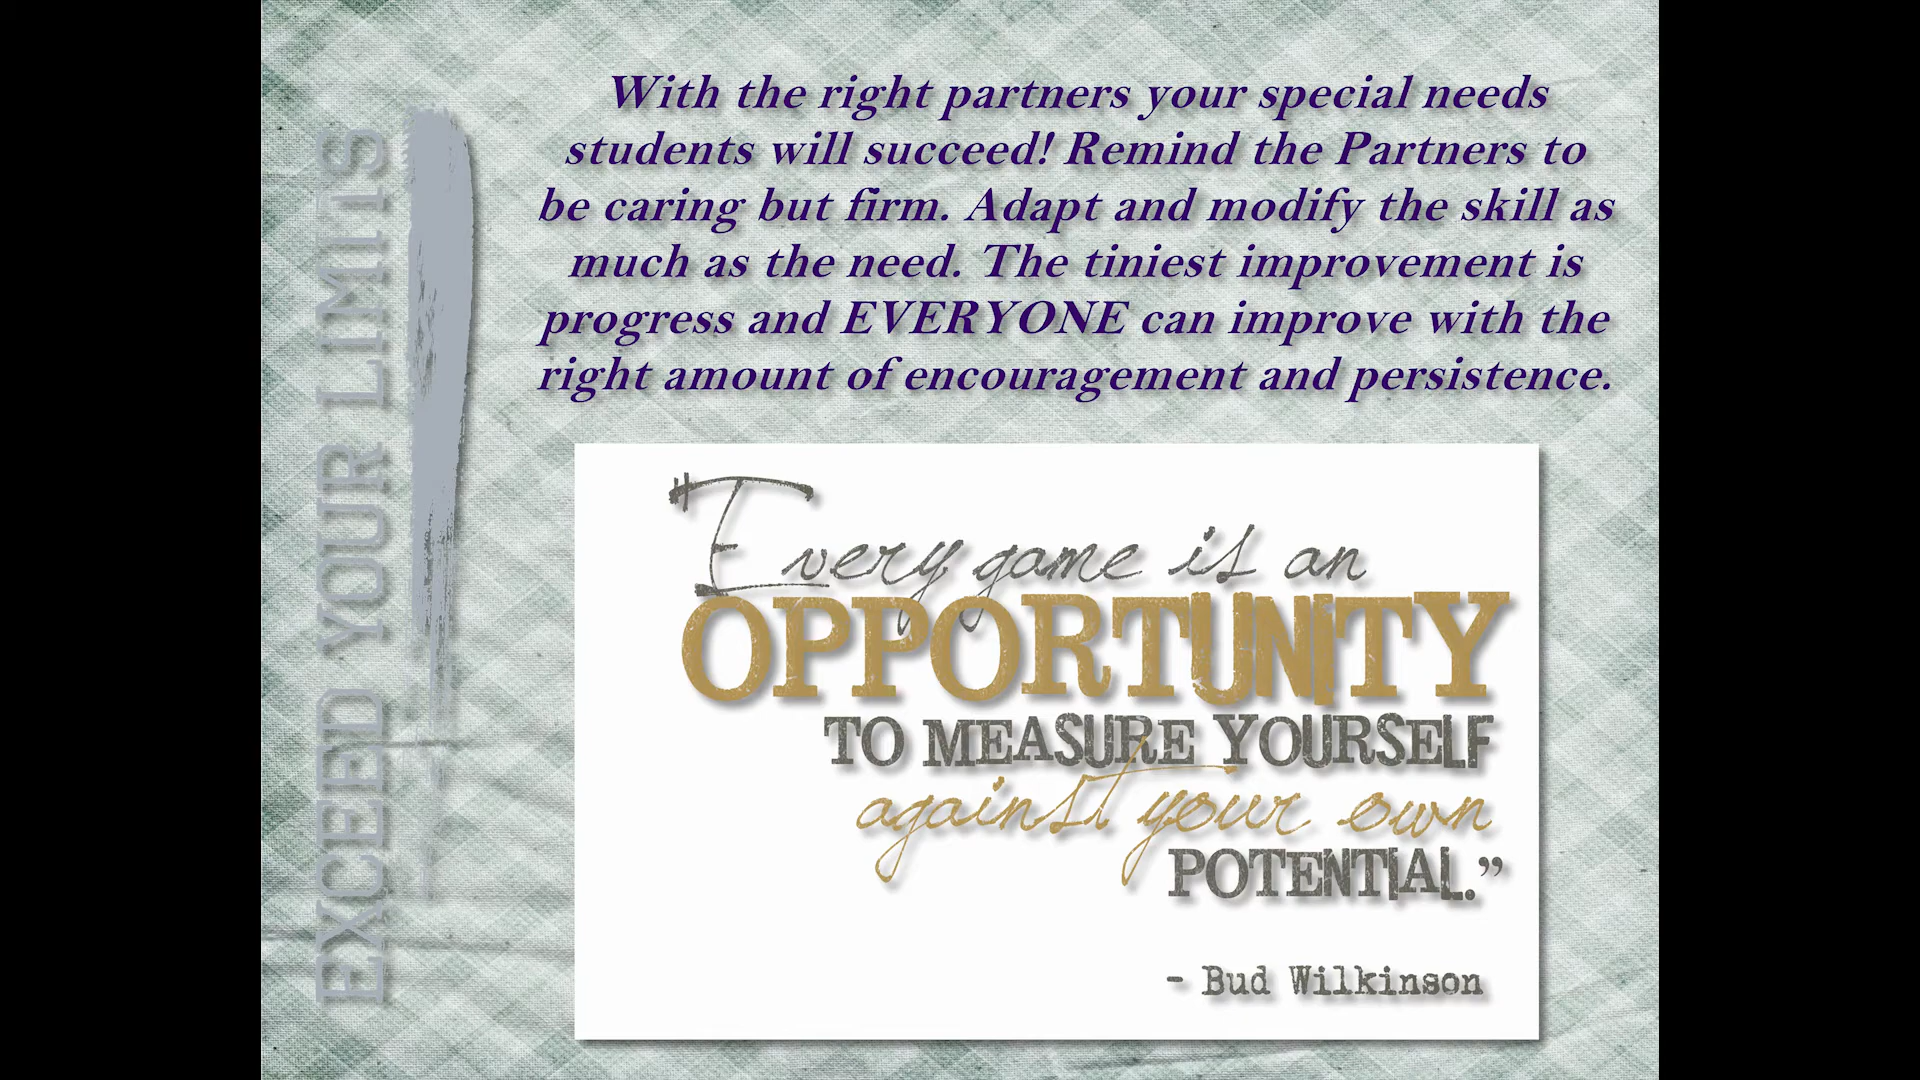 EXCEED YOUR LIMITS
With the right partners your special needs
students will succeed! Remind the Partners to
be caring but firm. Adapt and modify the skill as
much as the need. The tiniest improvement is
progress and EVERYONE can improve with the
right amount of encouragement and persistence.
"Every game is an
OPPORTUNITY
TO MEASURE YOURSELF
against your own
POTENTIAL.”
- Bud Wilkinson